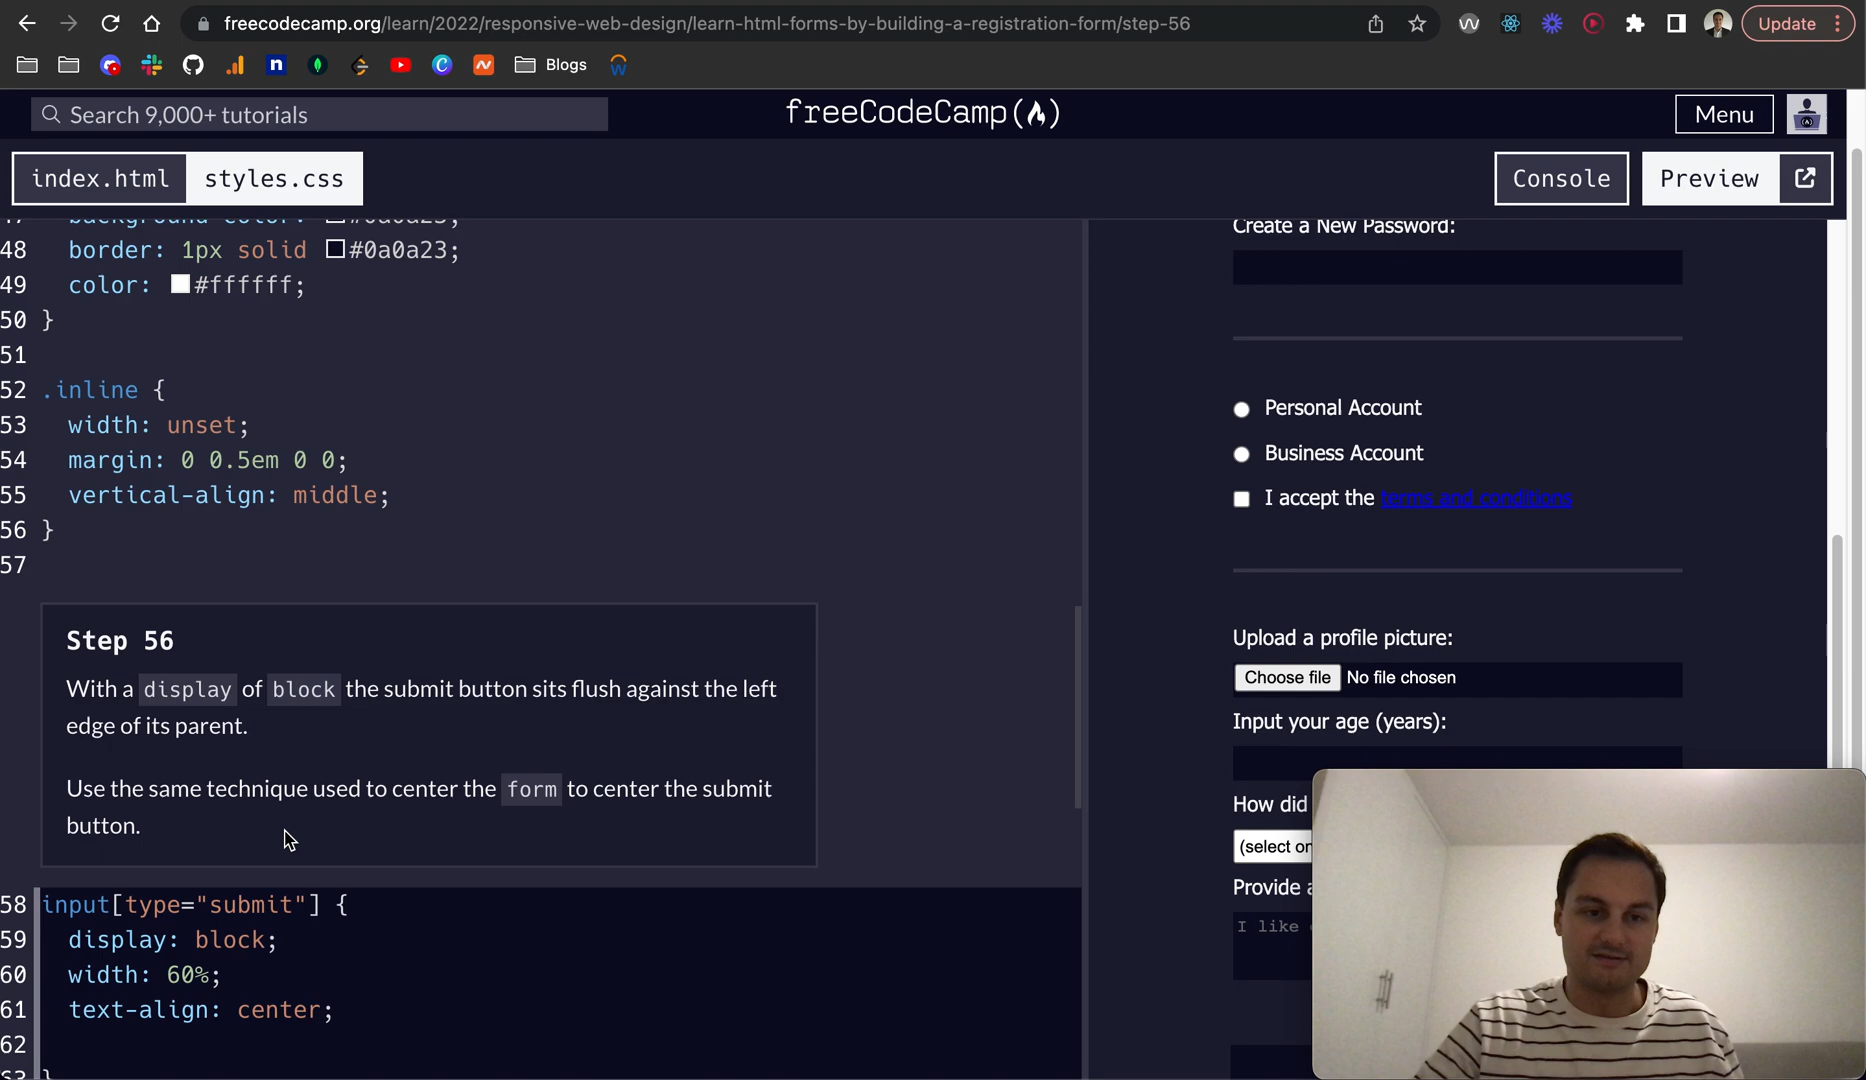 freecodecamp.org/learn/2022/responsive-web-design/learn-html-forms-by-building-a-registration-form/step-56
Update
Blogs
Search 9,000+ tutorials
freeCodeCamp
Menu
index.html
styles.css
Console
Preview
47 background-color: #0a0a23;
48 border: 1px solid #0a0a23;
49 color: #ffffff;
50 }
51
52 .inline {
53 width: unset;
54 margin: 0 0.5em 0 0;
55 vertical-align: middle;
56 }
57
Step 56
With a display of block the submit button sits flush against the left
edge of its parent.
Use the same technique used to center the form to center the submit
button.
58 input[type="submit"] {
59 display: block;
60 width: 60%;
61 text-align: center;
62
63 }
Create a New Password:
Personal Account
Business Account
I accept the terms and conditions
Upload a profile picture:
Choose file No file chosen
Input your age (years):
How did
(select on
Provide a
I like